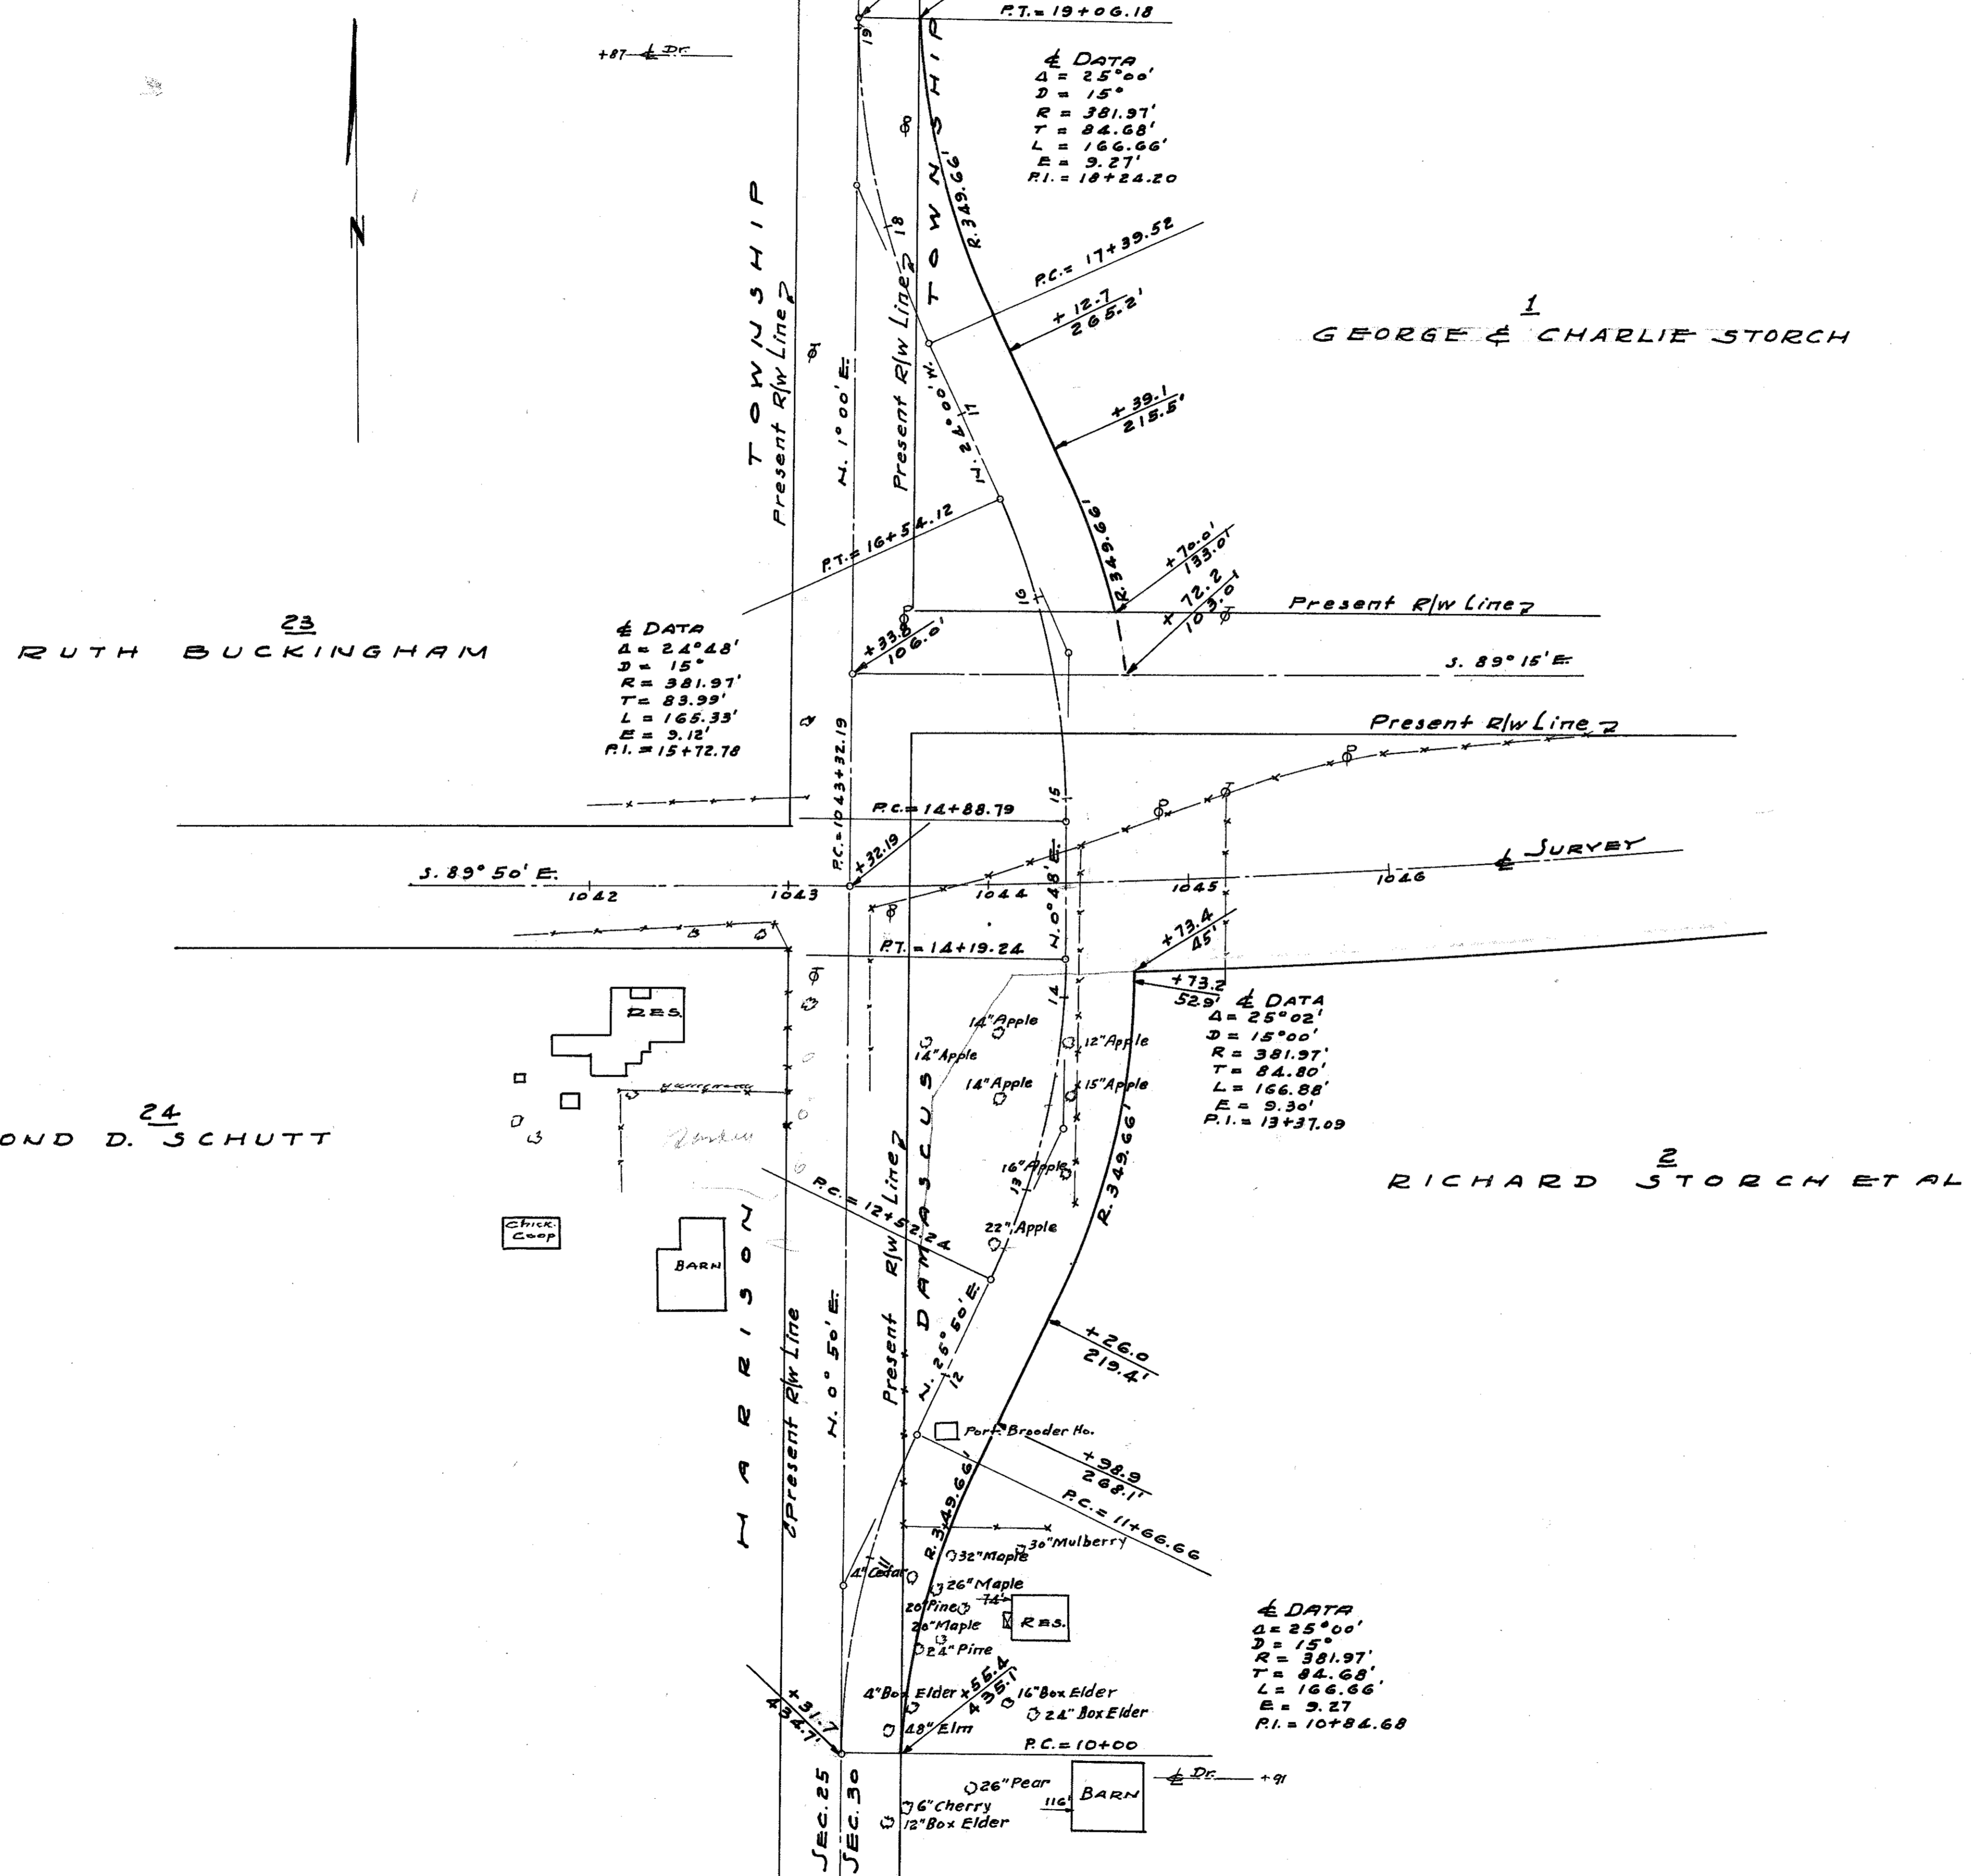 P.T. = 19+06.18
19
+87 ℄ Dr.
℄ DATA
Δ = 25°00'
D = 15°
R = 381.97'
T = 84.68'
L = 166.66'
E = 9.27'
P.I. = 18+24.20
N
TOWNSHIP
Present R/W Line
TOWNSHIP
R. 349.66'
18
Present R/W Line
N. 1°00' E.
P.C. = 17+39.52
+12.7
265.2'
1
GEORGE & CHARLIE STORCH
N. 24°00' W.
17
+39.1
215.5'
P.T. = 16+54.12
R. 349.66'
+70.0'
133.0'
+72.2
103.0'
16
Present R/W Line
23
RUTH BUCKINGHAM
℄ DATA
Δ = 24°48'
D = 15°
R = 381.97'
T = 83.99'
L = 165.33'
E = 9.12'
P.I. = 15+72.78
+33.8
106.0'
S. 89°15' E.
Present R/W Line
P.C. = 1043+32.19
15
P.C. = 14+88.79
+32.19
S. 89°50' E.
1042
1043
1044
1045
1046
℄ SURVEY
N. 0°48' E.
P.T. = 14+19.24
+73.4
45'
+73.2
52.9'
14
℄ DATA
Δ = 25°02'
D = 15°00'
R = 381.97'
T = 84.80'
L = 166.88'
E = 9.30'
P.I. = 13+37.09
RES.
14" Apple
14" Apple
12" Apple
14" Apple
15" Apple
24
OND D. SCHUTT
R. 349.66'
16" Apple
13
2
RICHARD STORCH ET AL
P.C. = 12+52.24
22" Apple
Chick.
Coop
BARN
HARRISON
Present R/W Line
N. 0°50' E.
Present R/W Line
DAMASCUS
N. 25°50' E.
12
+26.0
219.4'
Port. Brooder Ho.
+98.9
268.1'
P.C. = 11+66.66
R. 349.66'
11
32" Maple
30" Mulberry
4" Cedar
26" Maple
74'
20" Pine
RES.
20" Maple
24" Pine
℄ DATA
Δ = 25°00'
D = 15°
R = 381.97'
T = 84.68'
L = 166.66'
E = 9.27
P.I. = 10+84.68
+31.7
434.7'
4" Box Elder
+55.4
435.1'
16" Box Elder
24" Box Elder
48" Elm
P.C. = 10+00
SEC. 25
SEC. 30
26" Pear
116'
BARN
℄ Dr. +91
6" Cherry
12" Box Elder